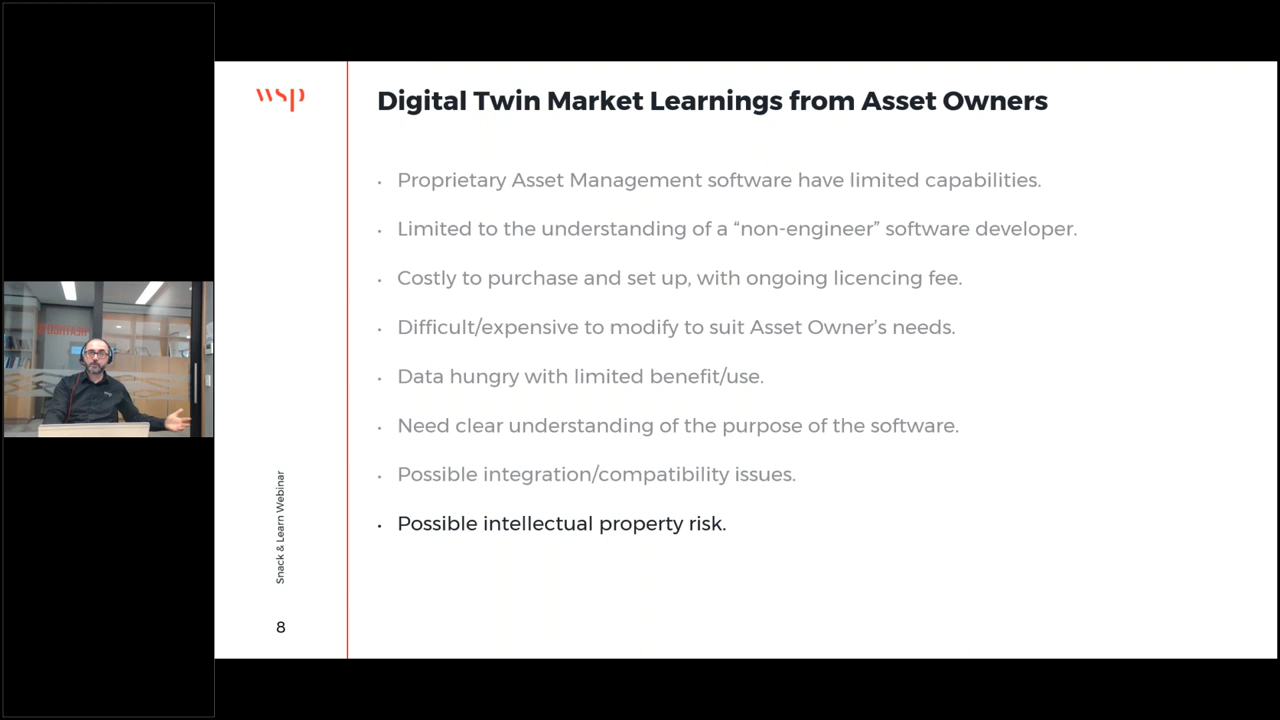 wsp
Digital Twin Market Learnings from Asset Owners
• Proprietary Asset Management software have limited capabilities.
• Limited to the understanding of a “non-engineer” software developer.
• Costly to purchase and set up, with ongoing licencing fee.
• Difficult/expensive to modify to suit Asset Owner’s needs.
• Data hungry with limited benefit/use.
• Need clear understanding of the purpose of the software.
• Possible integration/compatibility issues.
• Possible intellectual property risk.
Snack & Learn Webinar
8